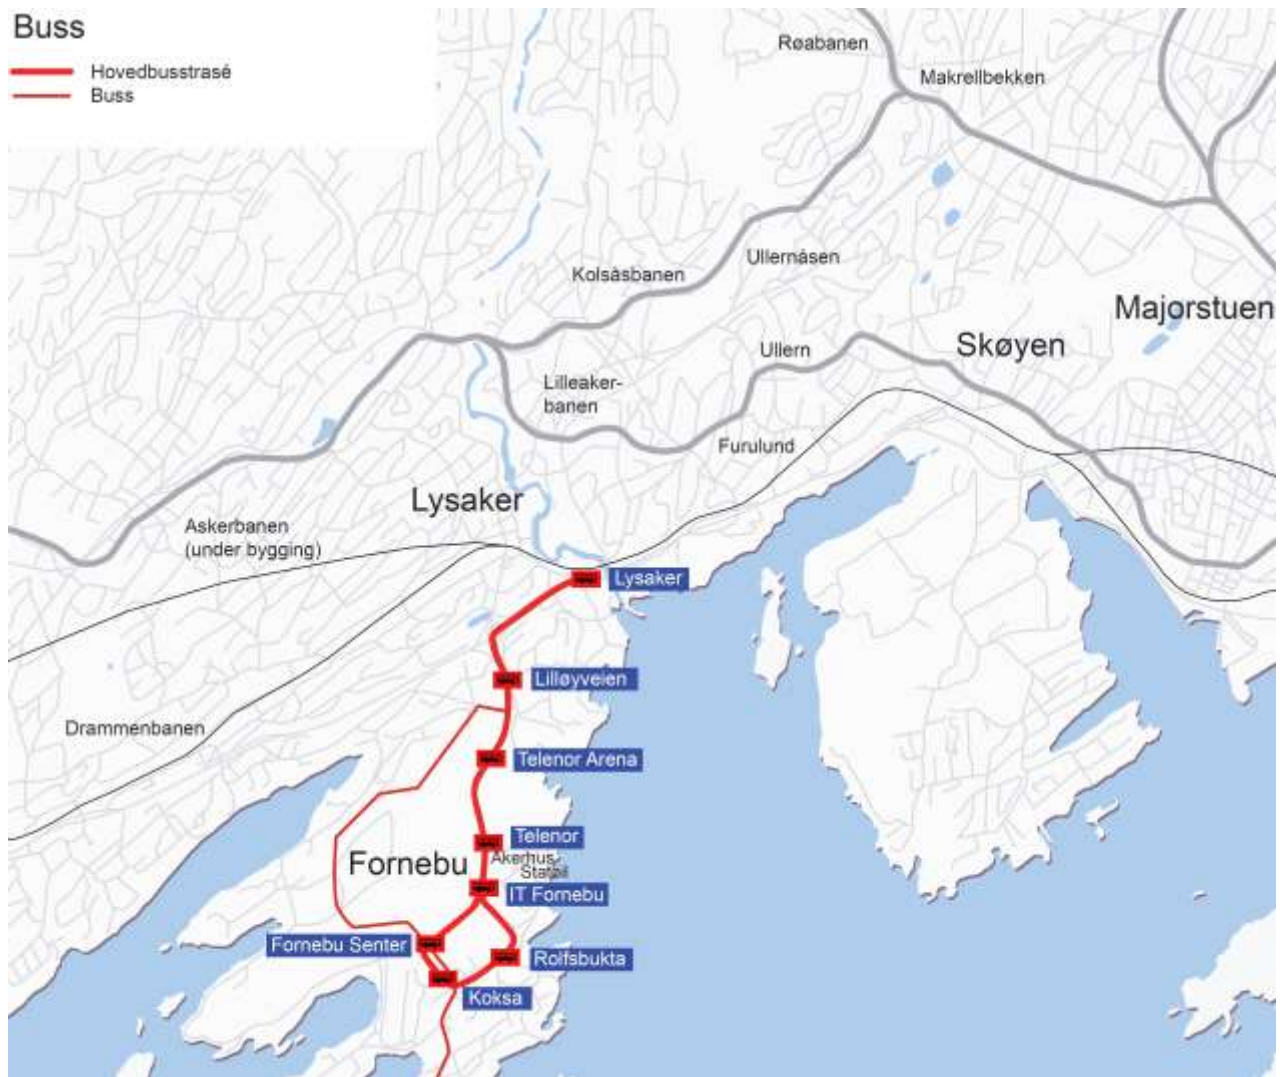 Buss
Hovedbusstrasé
Buss
Røabanen
Makrellbekken
Kolsåsbanen
Ullernåsen
Majorstuen
Skøyen
Ullern
Lilleaker-
banen
Furulund
Lysaker
Askerbanen
(under bygging)
Lysaker
Lilløyveien
Drammenbanen
Telenor Arena
Telenor
Fornebu
Akerhus
Statoil
IT Fornebu
Fornebu Senter
Rolfsbukta
Koksa